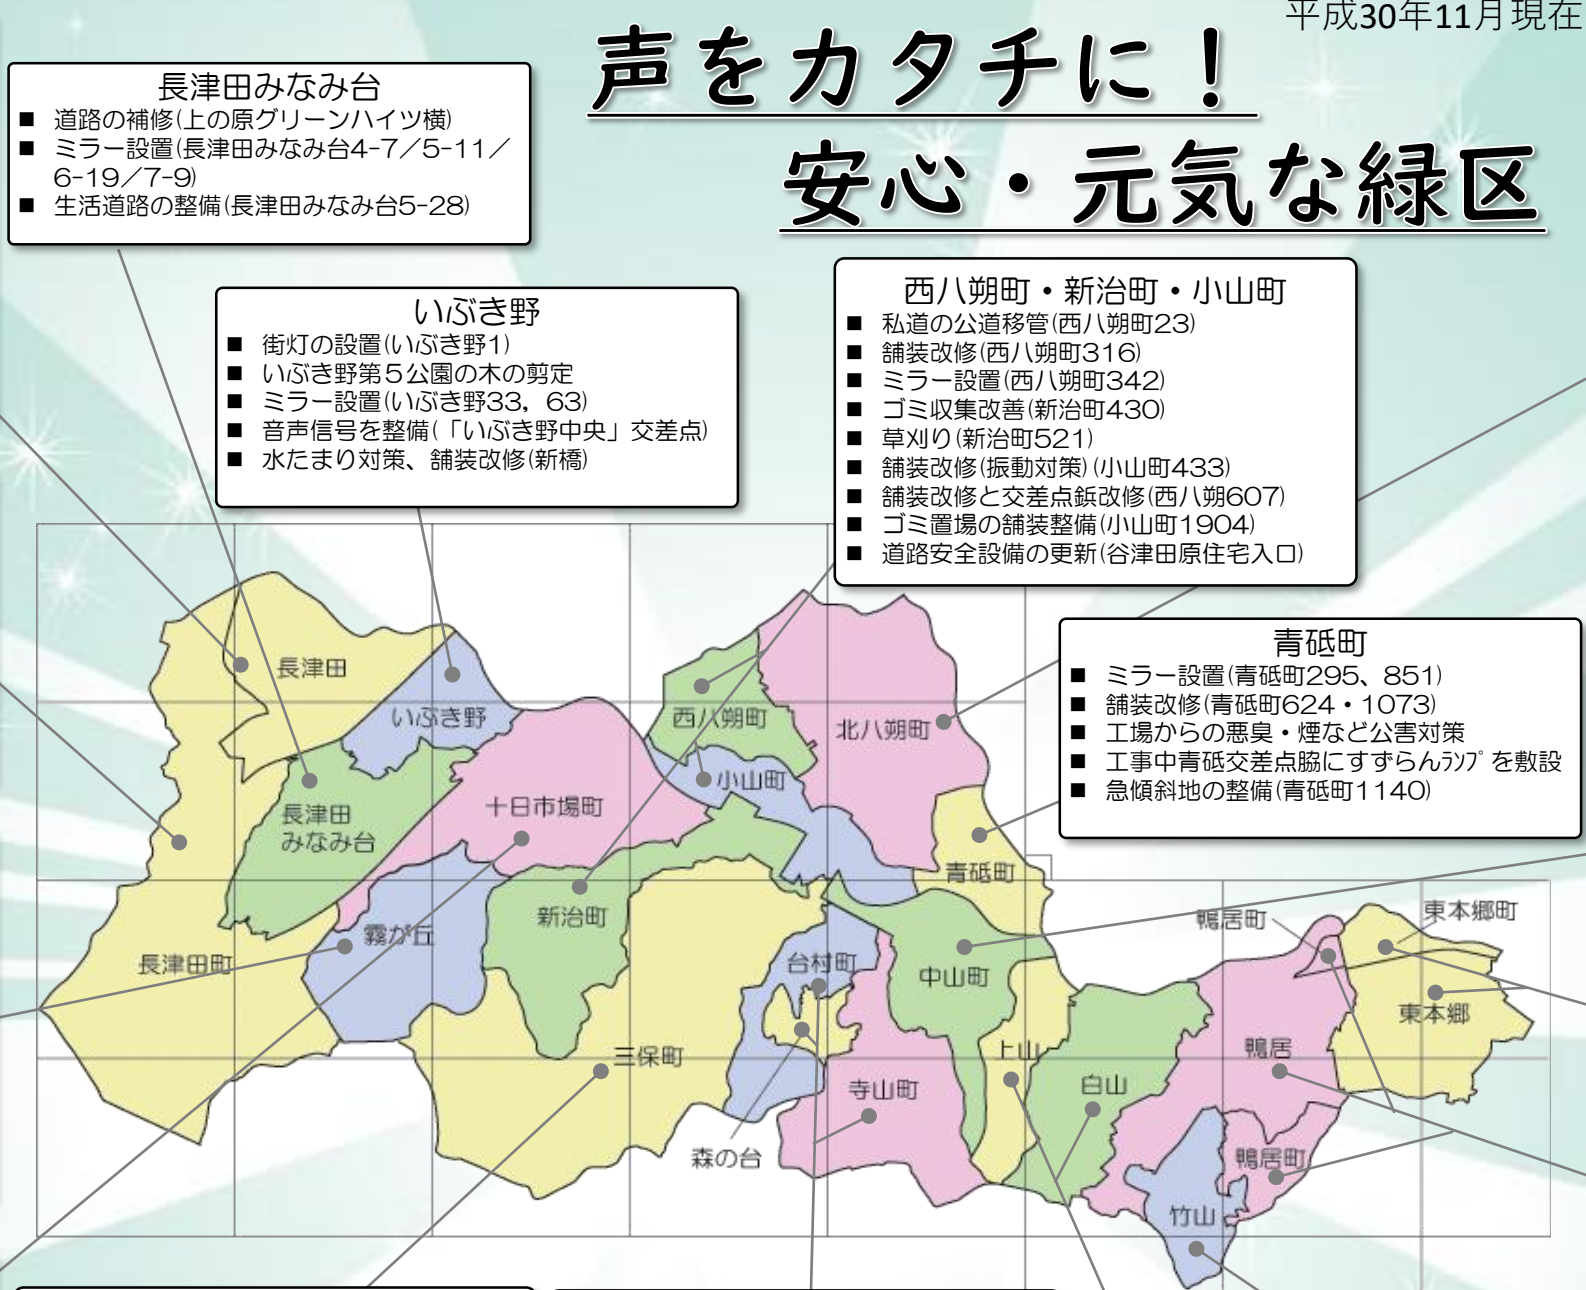 平成30年11月現在
声をカタチに！
安心・元気な緑区
長津田みなみ台
■ 道路の補修(上の原グリーンハイツ横)
■ ミラー設置(長津田みなみ台4-7／5-11／
6-19／7-9)
■ 生活道路の整備(長津田みなみ台5-28)
いぶき野
■ 街灯の設置(いぶき野1)
■ いぶき野第５公園の木の剪定
■ ミラー設置(いぶき野33，63)
■ 音声信号を整備(「いぶき野中央」交差点)
■ 水たまり対策、舗装改修(新橋)
西八朔町・新治町・小山町
■ 私道の公道移管(西八朔町23)
■ 舗装改修(西八朔町316)
■ ミラー設置(西八朔町342)
■ ゴミ収集改善(新治町430)
■ 草刈り(新治町521)
■ 舗装改修(振動対策)(小山町433)
■ 舗装改修と交差点鋲改修(西八朔607)
■ ゴミ置場の舗装整備(小山町1904)
■ 道路安全設備の更新(谷津田原住宅入口)
青砥町
■ ミラー設置(青砥町295、851)
■ 舗装改修(青砥町624・1073)
■ 工場からの悪臭・煙など公害対策
■ 工事中青砥交差点脇にすずらんﾗﾝﾌﾟを敷設
■ 急傾斜地の整備(青砥町1140)
長津田
いぶき野
西八朔町
北八朔町
小山町
長津田
みなみ台
十日市場町
青砥町
新治町
霧が丘
長津田町
台村町
中山町
鴨居町
東本郷町
東本郷
三保町
上山
鴨居
寺山町
白山
森の台
鴨居町
竹山